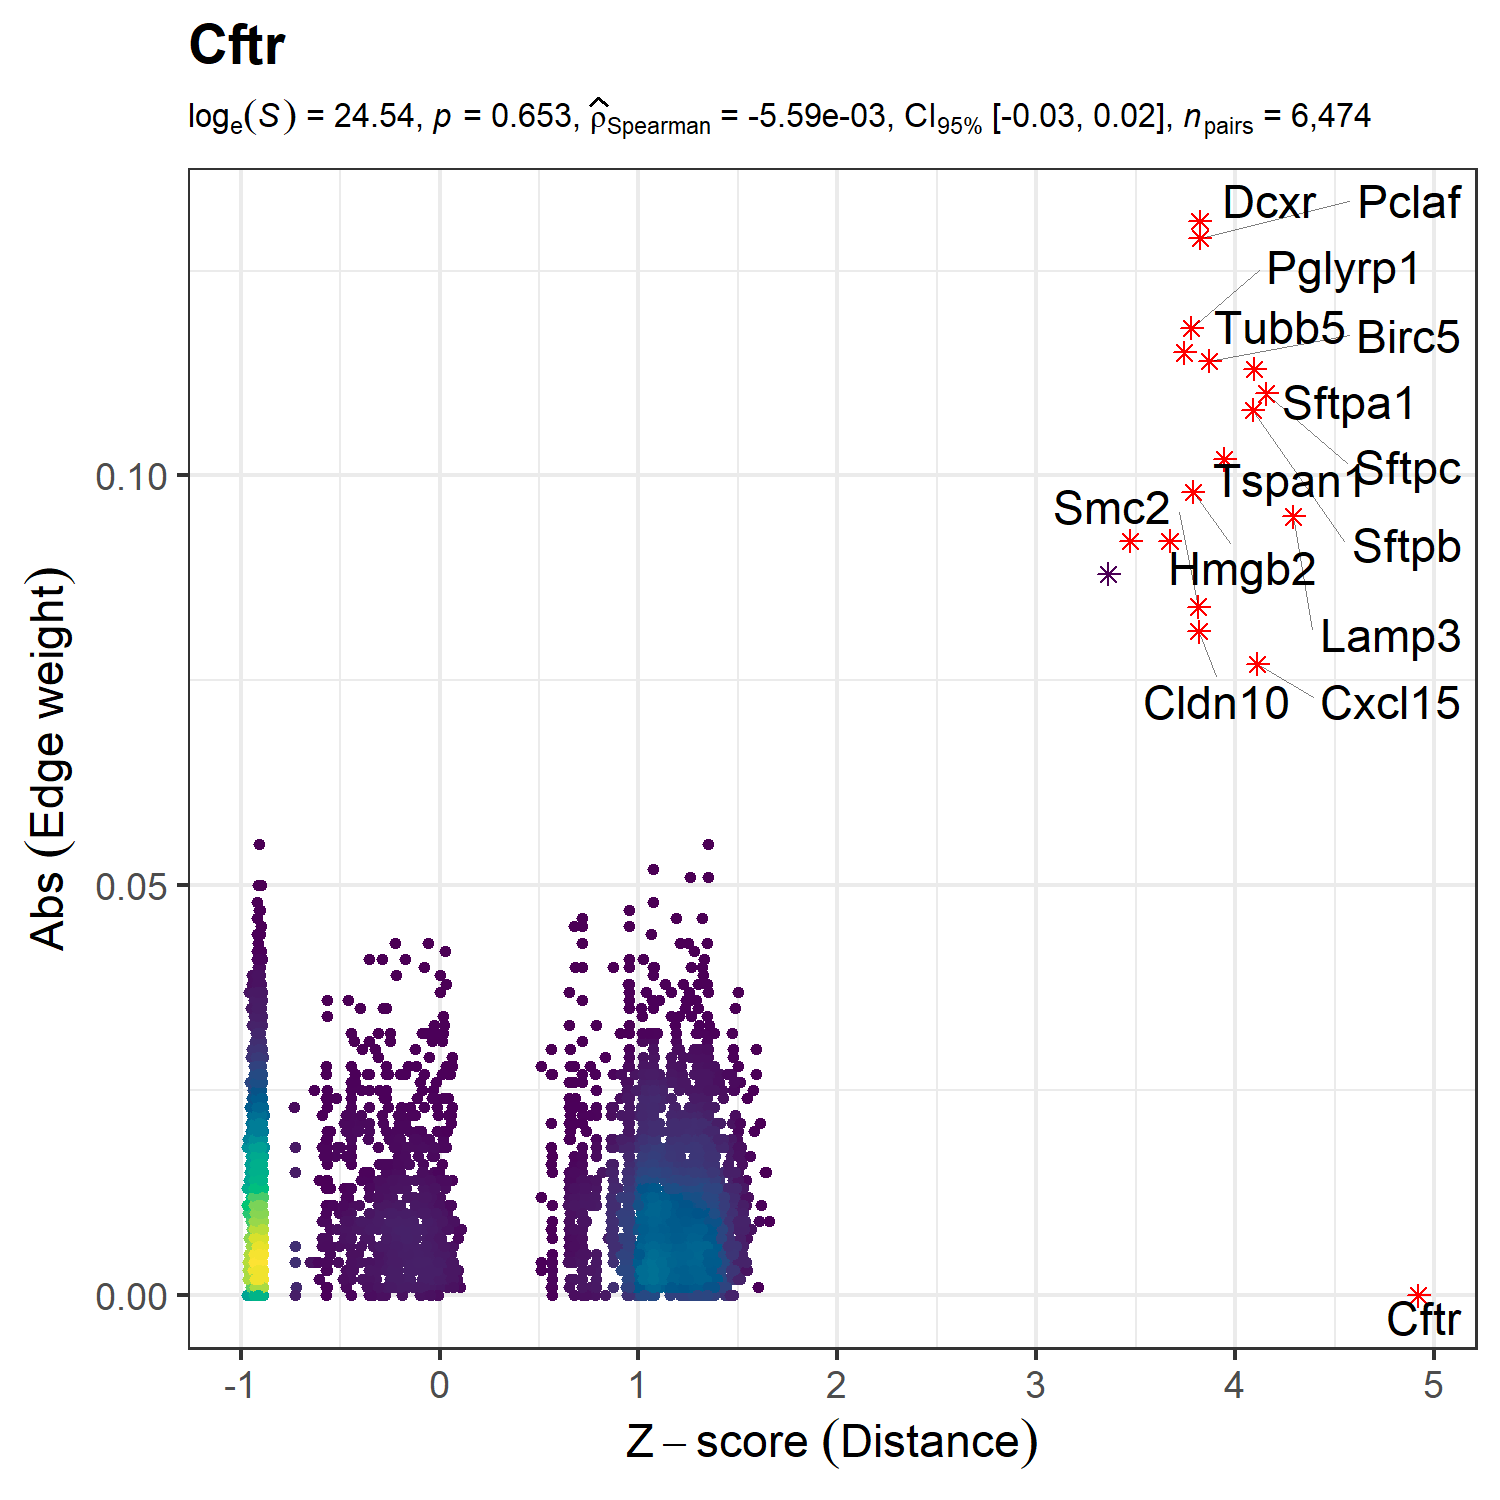 Cftr
logₑ(S) = 24.54, p = 0.653, ρ̂Spearman = -5.59e-03, CI95% [-0.03, 0.02], npairs = 6,474
Dcxr
Pclaf
Pglyrp1
Tubb5
Birc5
Sftpa1
Sftpc
Tspan1
Smc2
Sftpb
Hmgb2
Lamp3
Cldn10
Cxcl15
Cftr
0.10
0.05
0.00
Abs (Edge weight)
-1 0 1 2 3 4 5
Z – score (Distance)